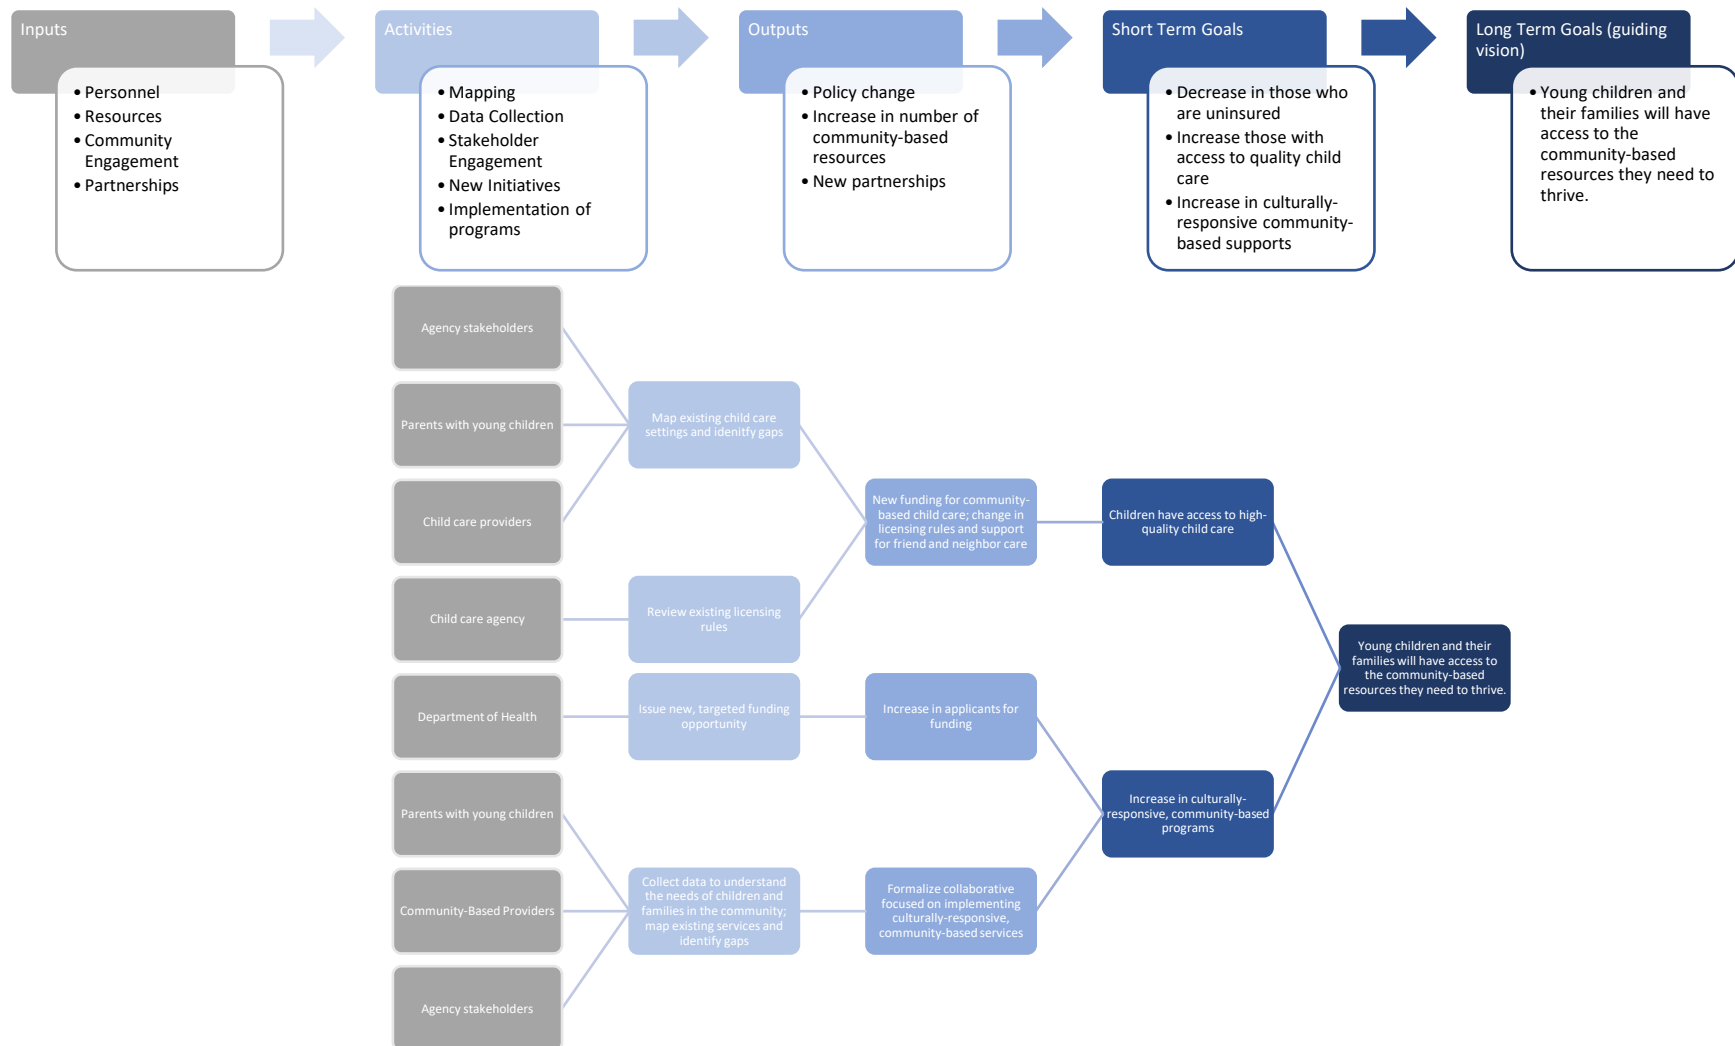 Inputs
• Personnel
• Resources
• Community
Engagement
• Partnerships
Activities
• Mapping
• Data Collection
• Stakeholder
Engagement
• New Initiatives
• Implementation of
programs
Outputs
• Policy change
• Increase in number of
community-based
resources
• New partnerships
Short Term Goals
• Decrease in those who
are uninsured
• Increase those with
access to quality child
care
• Increase in culturally-
responsive community-
based supports
Long Term Goals (guiding
vision)
• Young children and
their families will have
access to the
community-based
resources they need to
thrive.
Agency stakeholders
Parents with young children
Child care providers
Map existing child care
settings and idenitfy gaps
Child care agency
Review existing licensing
rules
New funding for community-
based child care; change in
licensing rules and support
for friend and neighbor care
Children have access to high-
quality child care
Department of Health
Issue new, targeted funding
opportunity
Increase in applicants for
funding
Parents with young children
Community-Based Providers
Agency stakeholders
Collect data to understand
the needs of children and
families in the community;
map existing services and
identify gaps
Formalize collaborative
focused on implementing
culturally-responsive,
community-based services
Increase in culturally-
responsive, community-based
programs
Young children and their
families will have access to
the community-based
resources they need to thrive.